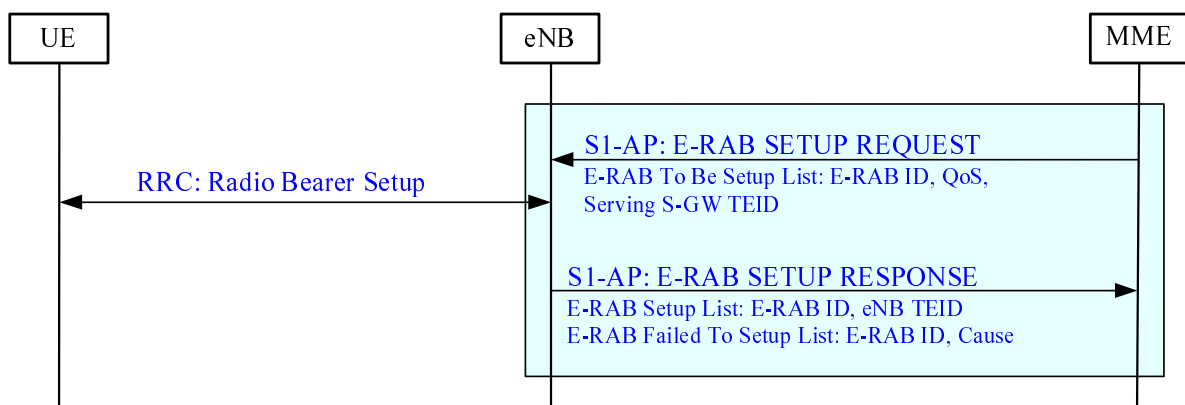 UE
eNB
MME
S1-AP: E-RAB SETUP REQUEST
E-RAB To Be Setup List: E-RAB ID, QoS,
Serving S-GW TEID
RRC: Radio Bearer Setup
S1-AP: E-RAB SETUP RESPONSE
E-RAB Setup List: E-RAB ID, eNB TEID
E-RAB Failed To Setup List: E-RAB ID, Cause